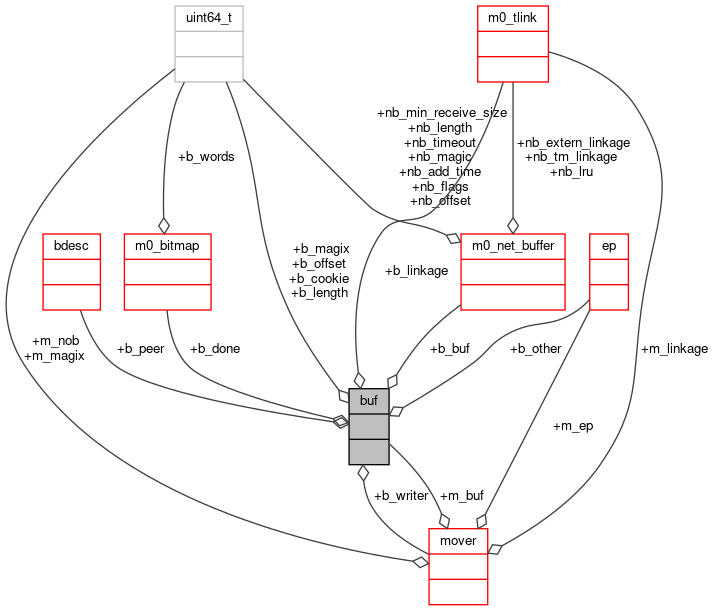 uint64_t
m0_tlink
+nb_min_receive_size
+nb_length
+nb_timeout
+nb_magic
+nb_add_time
+nb_flags
+nb_offset
+nb_extern_linkage
+nb_tm_linkage
+nb_lru
+b_words
bdesc
m0_bitmap
m0_net_buffer
ep
+b_magix
+b_offset
+b_cookie
+b_length
+b_linkage
+m_nob
+m_magix
+b_peer
+b_done
+b_buf
+b_other
+m_linkage
buf
+m_ep
+b_writer
+m_buf
mover